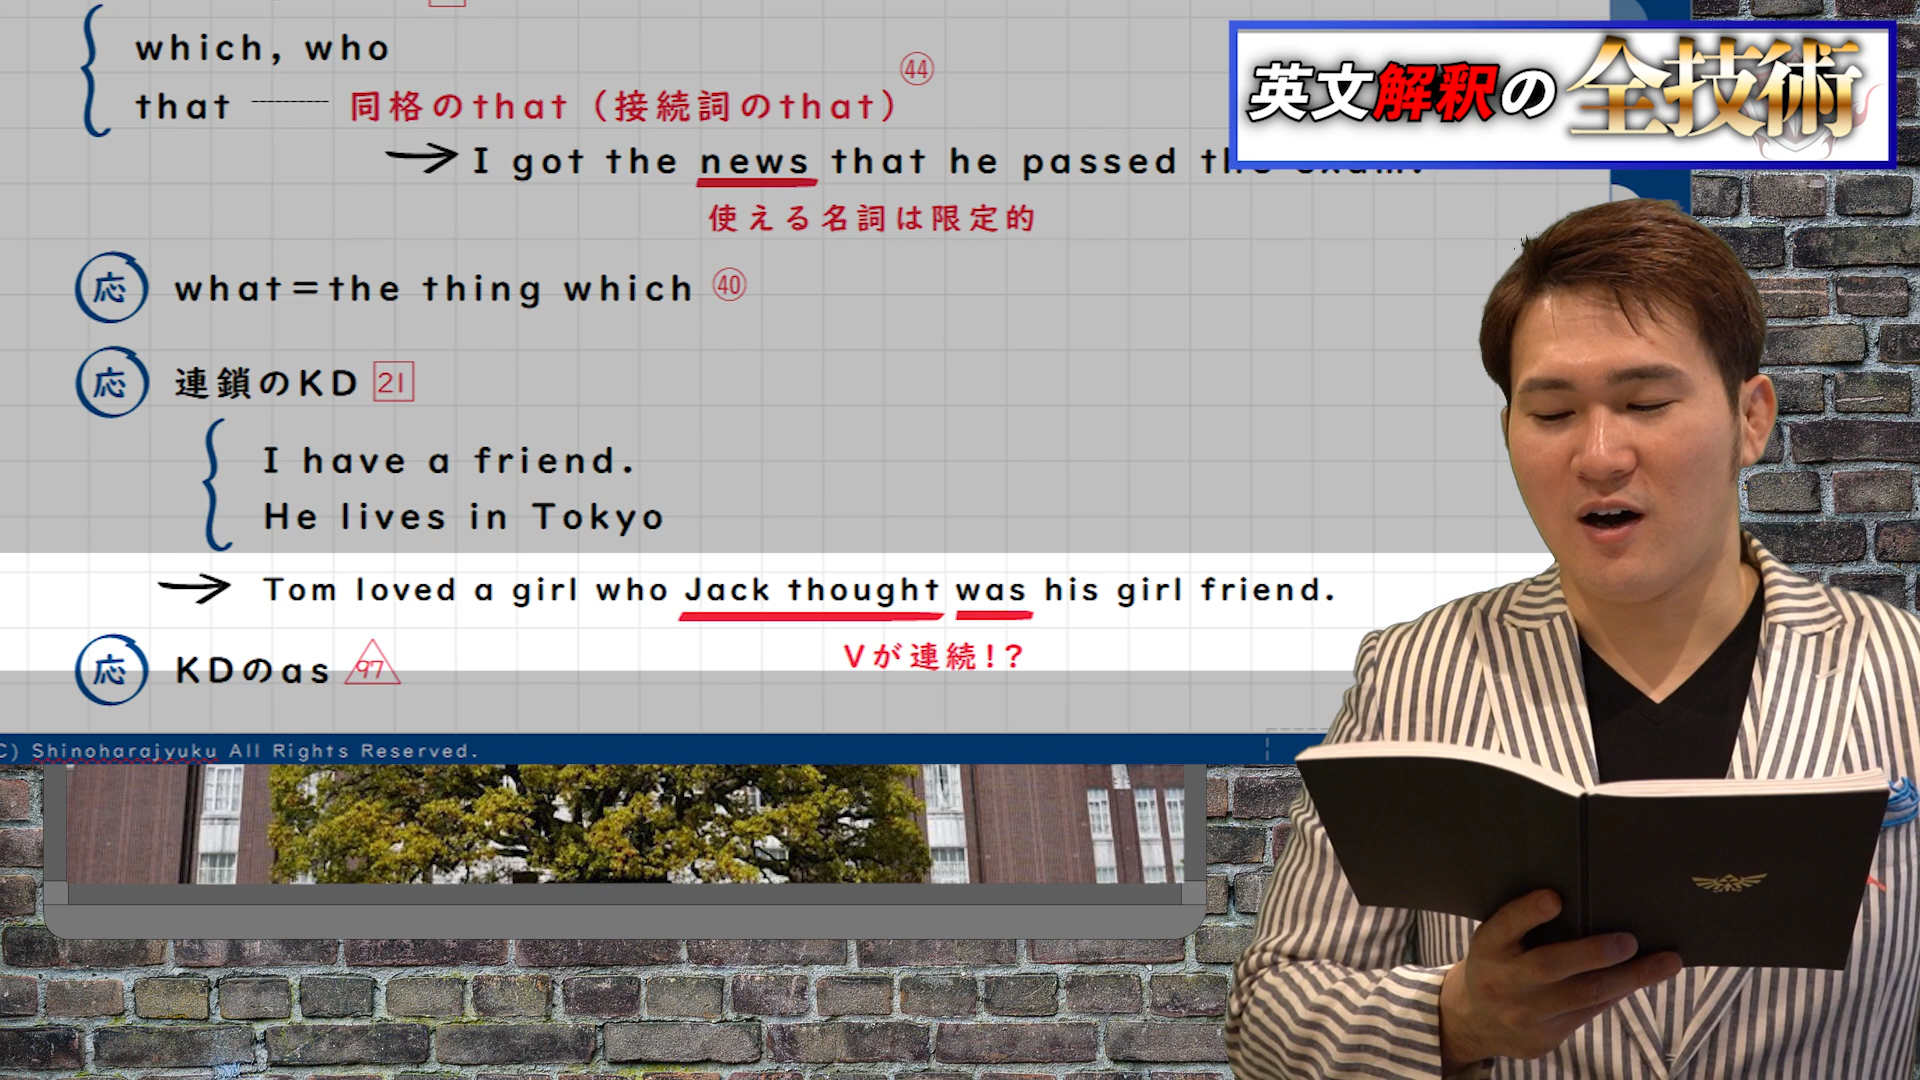 英文解釈の全技術
which, who
that 同格のthat（接続詞のthat） ㊹
I got the news that he passed
使える名詞は限定的
応 what＝the thing which ㊵
応 連鎖のKD 21
I have a friend.
He lives in Tokyo
Tom loved a girl who Jack thought was his girl friend.
Vが連続!?
応 KDのas 97
C) Shinoharajyuku All Rights Reserved.